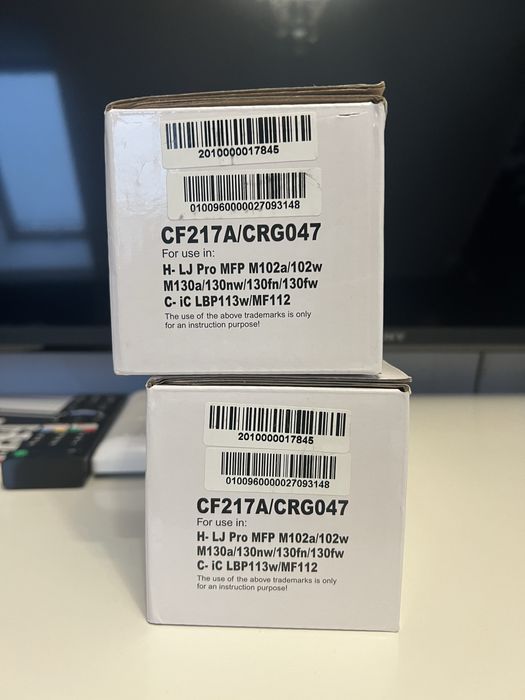 2010000017845
0100960000027093148
CF217A/CRG047
For use in:
H- LJ Pro MFP M102a/102w
M130a/130nw/130fn/130fw
C- iC LBP113w/MF112
The use of the above trademarks is only
for an instruction purpose!
2010000017845
0100960000027093148
CF217A/CRG047
For use in:
H- LJ Pro MFP M102a/102w
M130a/130nw/130fn/130fw
C- iC LBP113w/MF112
The use of the above trademarks is only
for an instruction purpose!